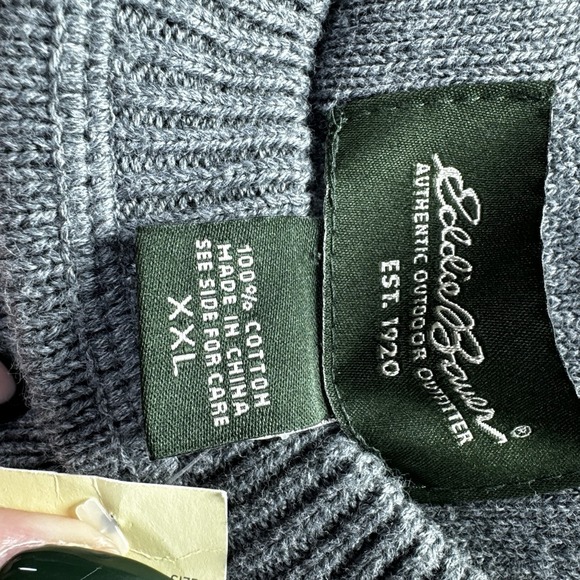 Eddie Bauer®
AUTHENTIC OUTDOOR OUTFITTER
EST. 1920
100% COTTON
MADE IN CHINA
SEE SIDE FOR CARE
XXL